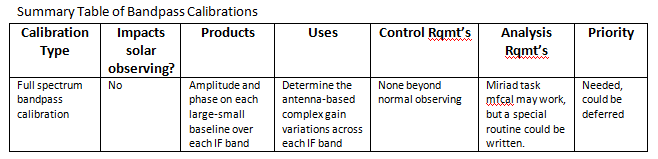 Summary Table of Bandpass Calibrations
Calibration Type Impacts solar observing? Products Uses Control Rqmt's Analysis Rqmt's Priority
Full spectrum bandpass calibration
No
Amplitude and phase on each large-small baseline over each IF band
Determine the antenna-based complex gain variations across each IF band
None beyond normal observing
Miriad task mfcal may work, but a special routine could be written.
Needed, could be deferred